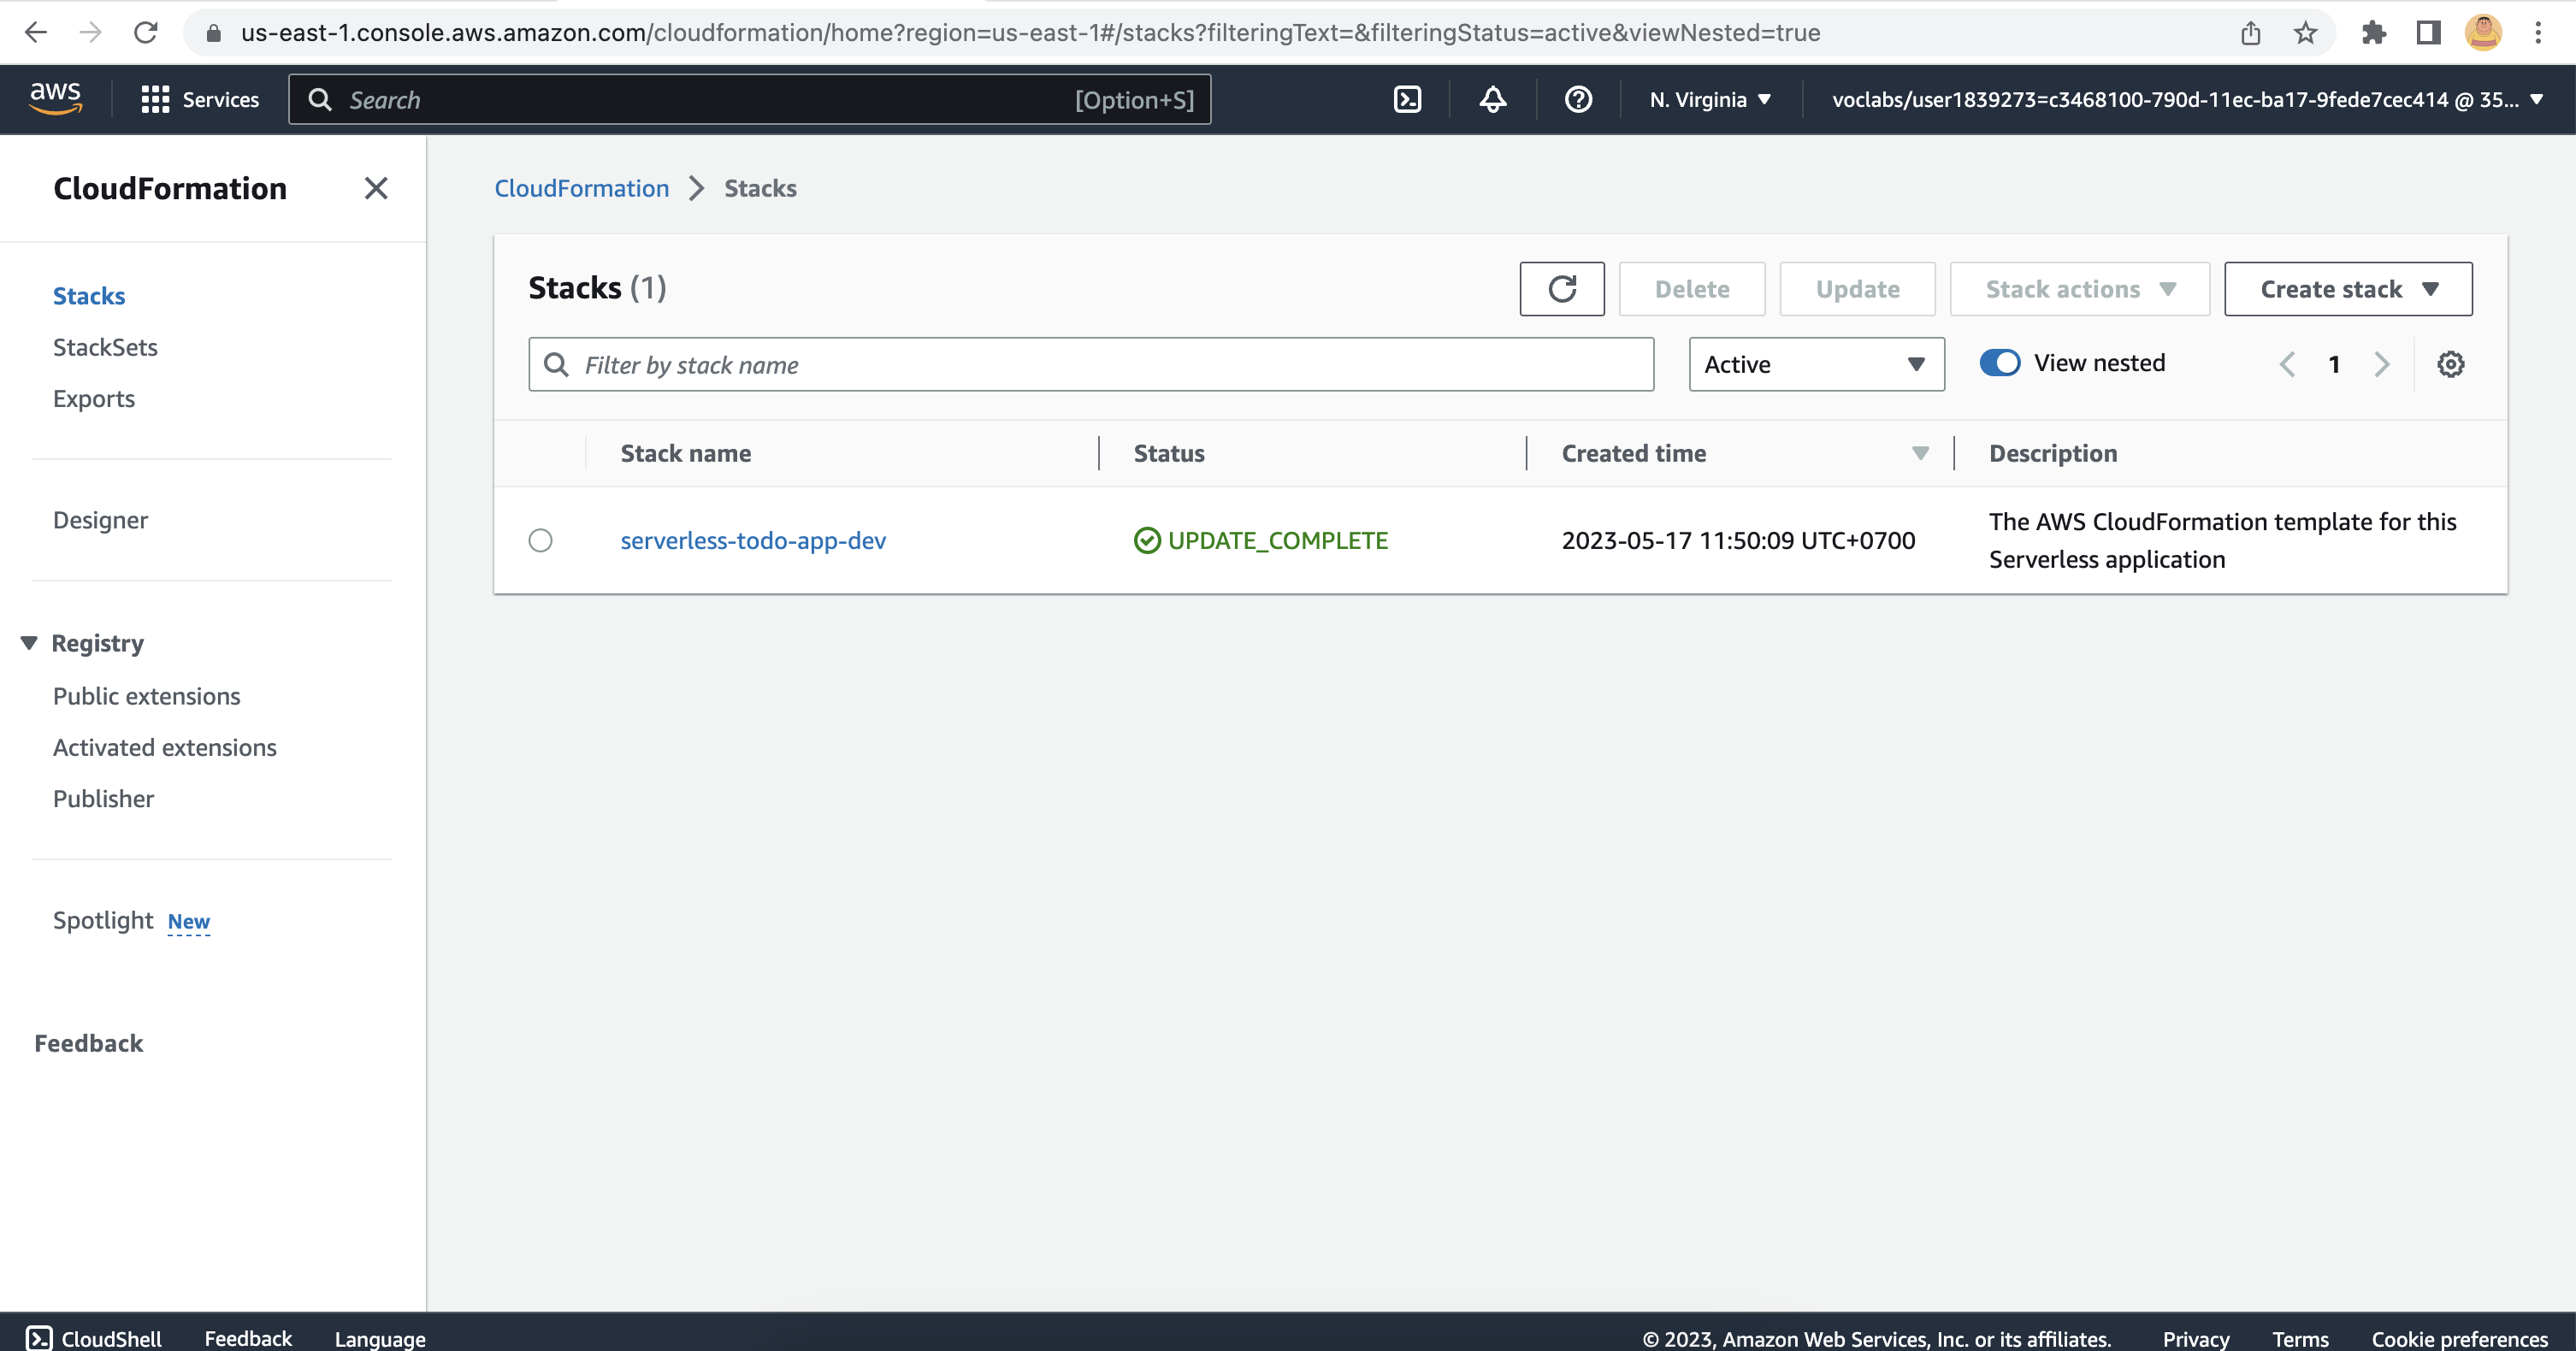 us-east-1.console.aws.amazon.com/cloudformation/home?region=us-east-1#/stacks?filteringText=&filteringStatus=active&viewNested=true
aws
Services
Search
[Option+S]
N. Virginia
voclabs/user1839273=c3468100-790d-11ec-ba17-9fede7cec414 @ 35...
CloudFormation
Stacks
StackSets
Exports
Designer
Registry
Public extensions
Activated extensions
Publisher
Spotlight New
Feedback
CloudFormation
Stacks
Stacks (1)
Delete
Update
Stack actions
Create stack
Filter by stack name
Active
View nested
1
Stack name
Status
Created time
Description
serverless-todo-app-dev
UPDATE_COMPLETE
2023-05-17 11:50:09 UTC+0700
The AWS CloudFormation template for this
Serverless application
CloudShell
Feedback
Language
© 2023, Amazon Web Services, Inc. or its affiliates.
Privacy
Terms
Cookie preferences